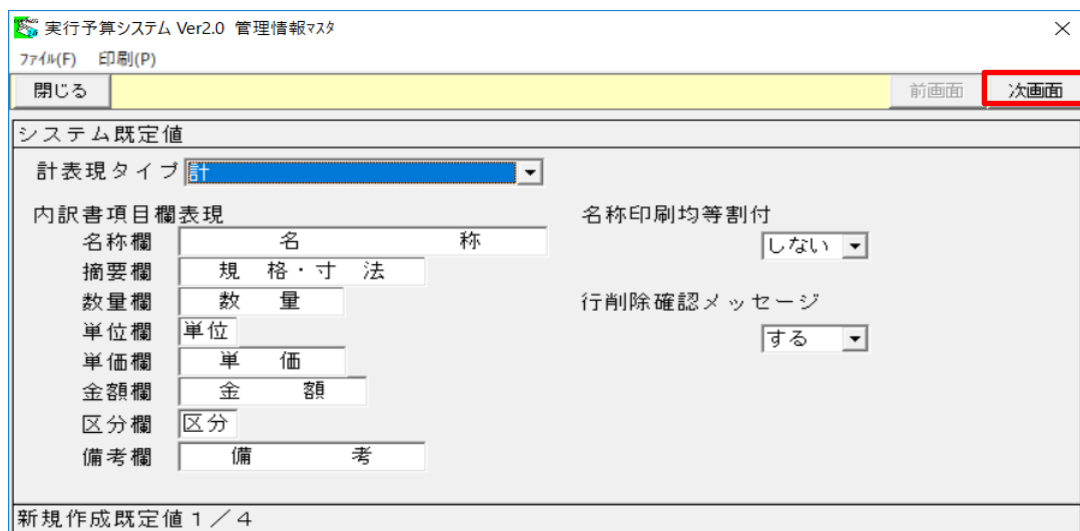 実行予算システム Ver2.0 管理情報ﾏｽﾀ
ﾌｧｲﾙ(F) 印刷(P)
閉じる 前画面 次画面
システム既定値
計表現タイプ 計
内訳書項目欄表現 名称印刷均等割付
名称欄 名 称 しない
摘要欄 規 格・寸 法
数量欄 数 量 行削除確認メッセージ
単位欄 単位 する
単価欄 単 価
金額欄 金 額
区分欄 区分
備考欄 備 考
新規作成既定値1/4